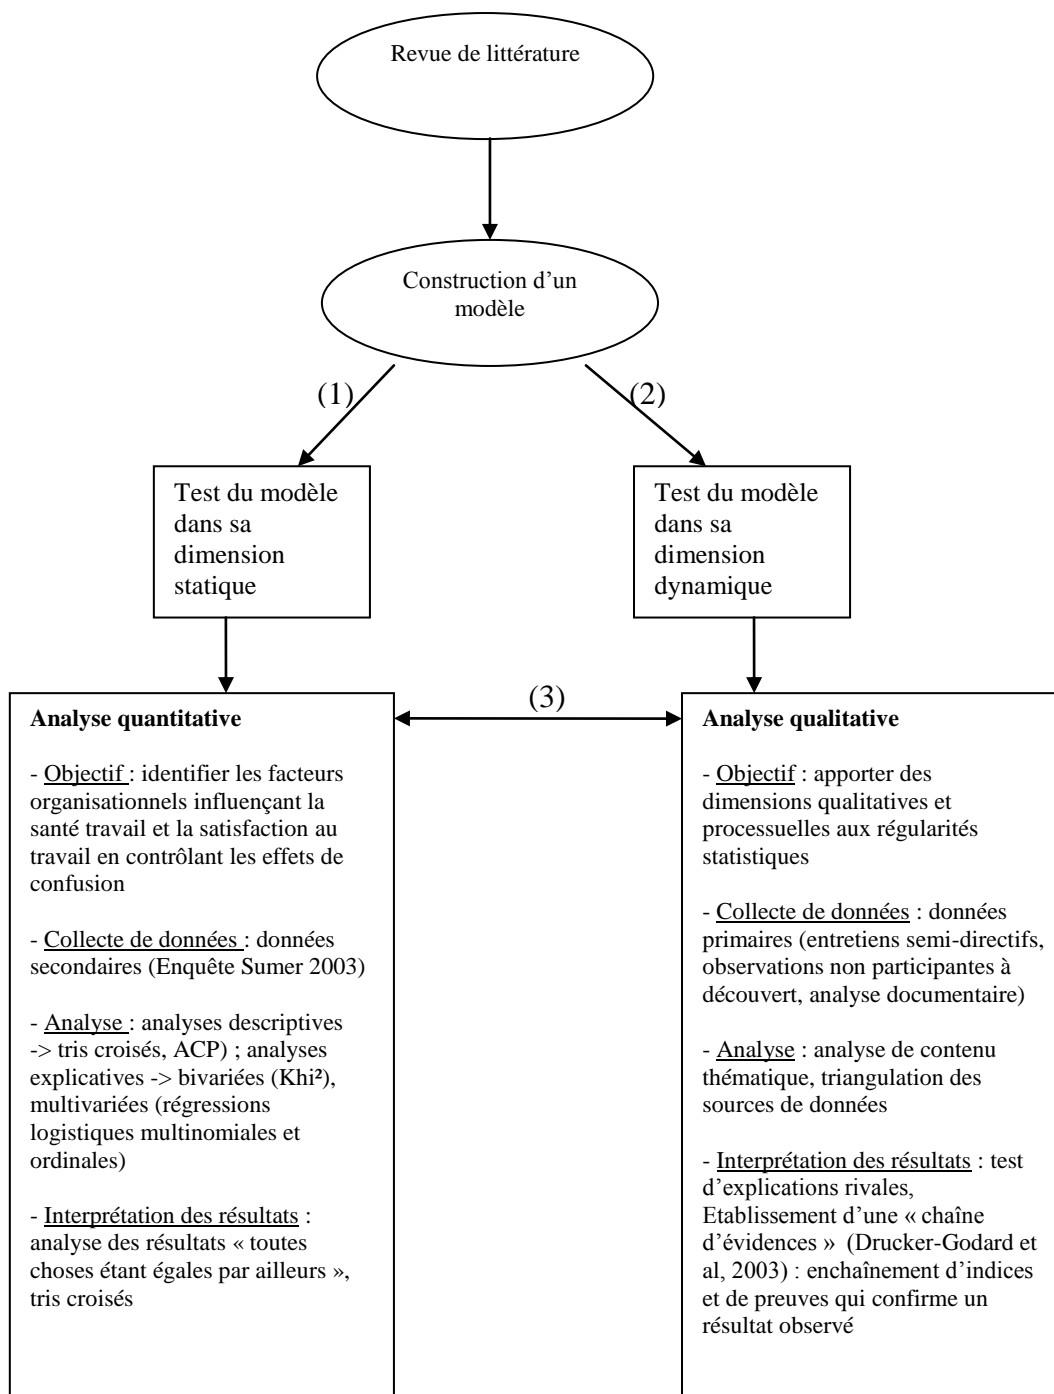 Revue de littérature
Construction d’un
modèle
(1)
(2)
Test du modèle
dans sa
dimension
statique
Test du modèle
dans sa
dimension
dynamique
(3)
Analyse quantitative
- Objectif : identifier les facteurs
organisationnels influençant la
santé travail et la satisfaction au
travail en contrôlant les effets de
confusion
- Collecte de données : données
secondaires (Enquête Sumer 2003)
- Analyse : analyses descriptives
-> tris croisés, ACP) ; analyses
explicatives -> bivariées (Khi²),
multivariées (régressions
logistiques multinomiales et
ordinales)
- Interprétation des résultats :
analyse des résultats « toutes
choses étant égales par ailleurs »,
tris croisés
Analyse qualitative
- Objectif : apporter des
dimensions qualitatives et
processuelles aux régularités
statistiques
- Collecte de données : données
primaires (entretiens semi-directifs,
observations non participantes à
découvert, analyse documentaire)
- Analyse : analyse de contenu
thématique, triangulation des
sources de données
- Interprétation des résultats : test
d’explications rivales,
Etablissement d’une « chaîne
d’évidences » (Drucker-Godard et
al, 2003) : enchaînement d’indices
et de preuves qui confirme un
résultat observé